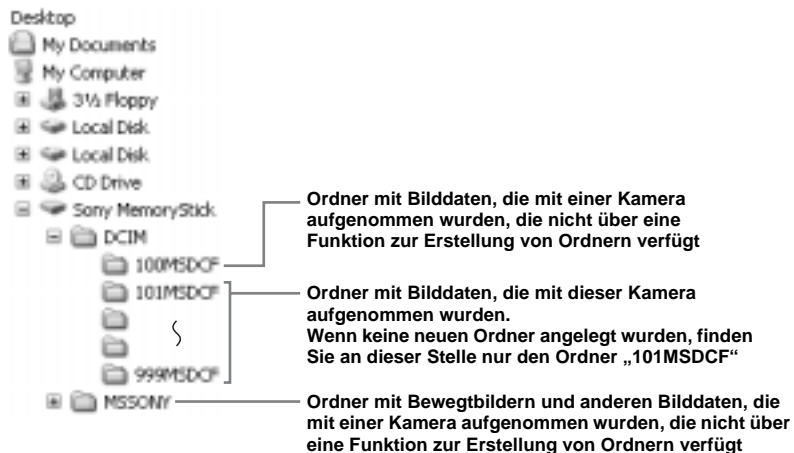 Desktop
My Documents
My Computer
3½ Floppy
Local Disk
Local Disk
CD Drive
Sony MemoryStick
DCIM
100MSDCF
101MSDCF
999MSDCF
MSSONY
Ordner mit Bilddaten, die mit einer Kamera
aufgenommen wurden, die nicht über eine
Funktion zur Erstellung von Ordnern verfügt
Ordner mit Bilddaten, die mit dieser Kamera
aufgenommen wurden.
Wenn keine neuen Ordner angelegt wurden, finden
Sie an dieser Stelle nur den Ordner „101MSDCF“
Ordner mit Bewegtbildern und anderen Bilddaten, die
mit einer Kamera aufgenommen wurden, die nicht über
eine Funktion zur Erstellung von Ordnern verfügt